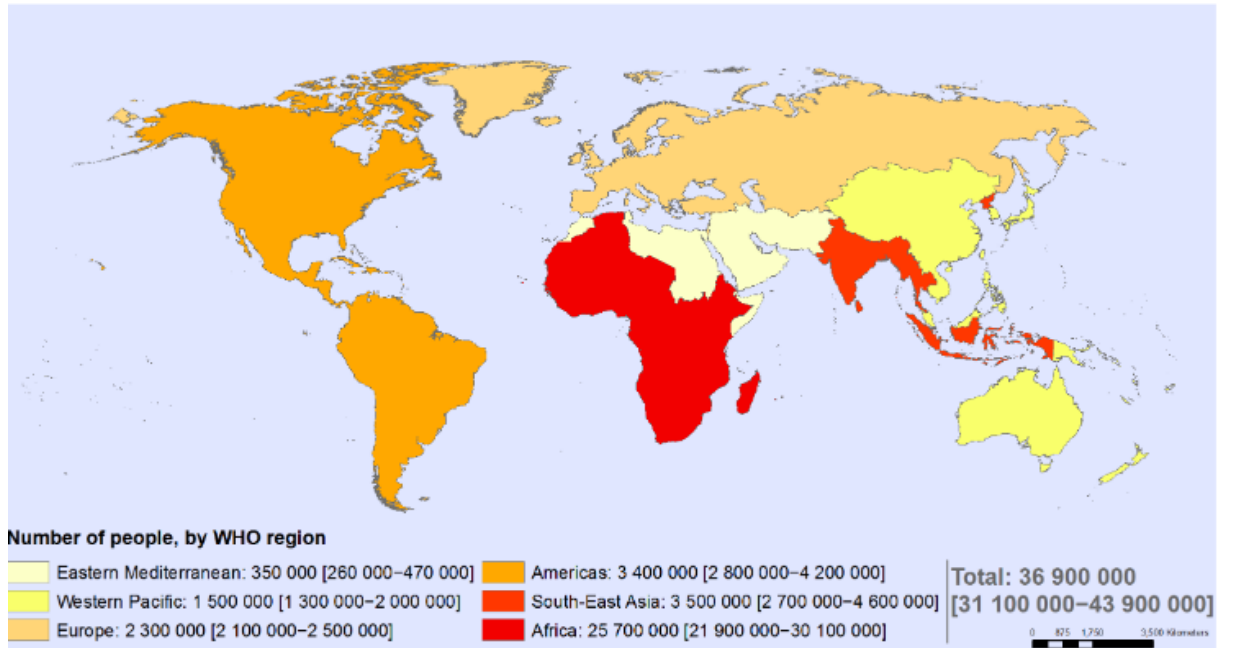 Number of people, by WHO region
Eastern Mediterranean: 350 000 [260 000–470 000]
Western Pacific: 1 500 000 [1 300 000–2 000 000]
Europe: 2 300 000 [2 100 000–2 500 000]
Americas: 3 400 000 [2 800 000–4 200 000]
South-East Asia: 3 500 000 [2 700 000–4 600 000]
Africa: 25 700 000 [21 900 000–30 100 000]
Total: 36 900 000
[31 100 000–43 900 000]
0 875 1,750 3,500 Kilometers